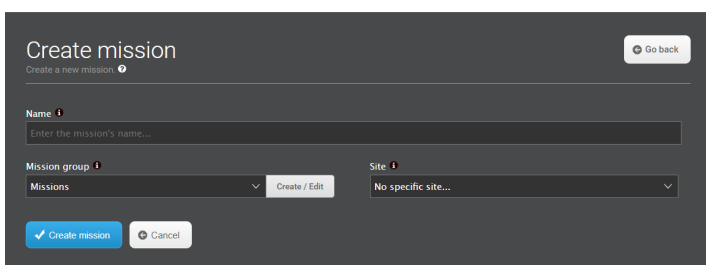 Create mission
Go back
Create a new mission.
Name
Enter the mission's name...
Mission group
Site
Missions
Create / Edit
No specific site...
Create mission
Cancel